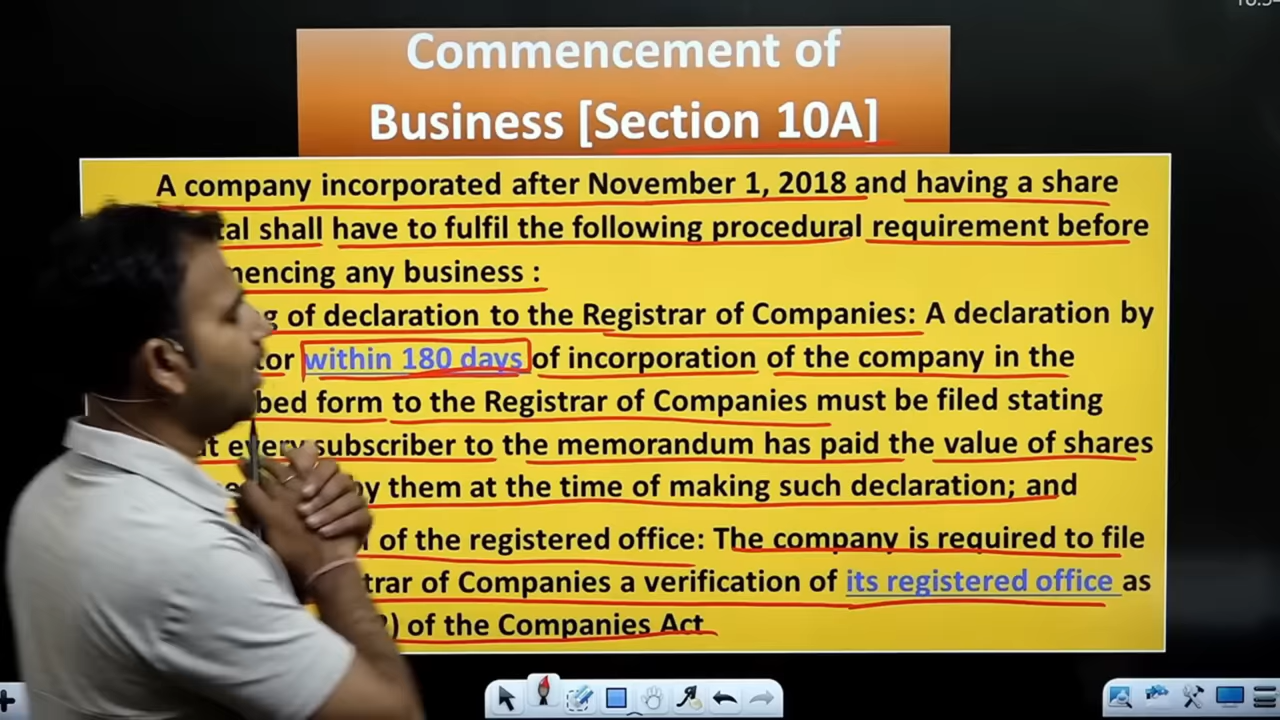 Commencement of
Business [Section 10A]
A company incorporated after November 1, 2018 and having a share
shall have to fulfil the following procedural requirement before
any business :
of declaration to the Registrar of Companies: A declaration by
within 180 days of incorporation of the company in the
form to the Registrar of Companies must be filed stating
every subscriber to the memorandum has paid the value of shares
by them at the time of making such declaration; and
of the registered office: The company is required to file
of Companies a verification of its registered office as
of the Companies Act